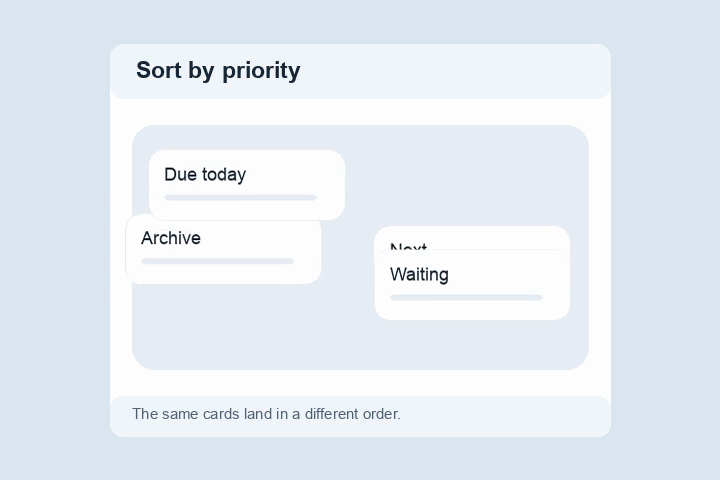 Sort by priority
Due today
Archive
Next
Waiting
The same cards land in a different order.